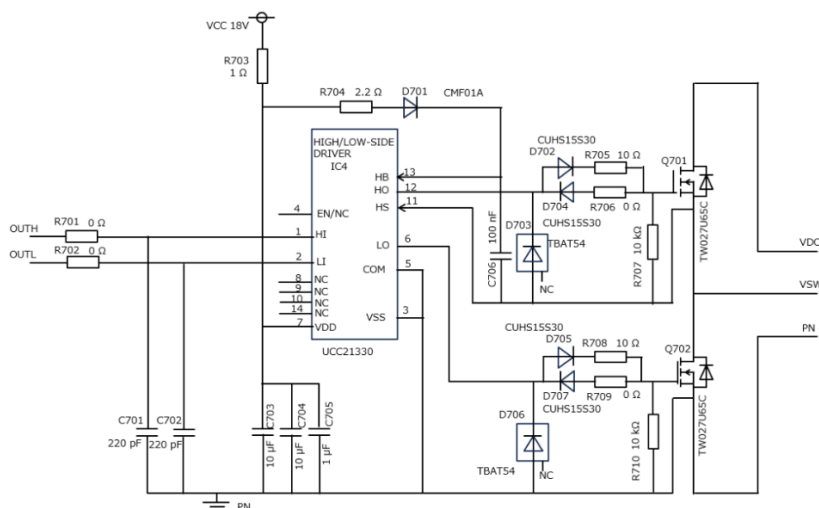 VCC 18V
R703
1 Ω
R704 2.2 Ω D701 CMF01A
HIGH/LOW-SIDE
DRIVER
IC4
HB 13
HO 12
HS 11
4 EN/NC
R701 0 Ω
OUTH
1 HI
R702 0 Ω
OUTL
2 LI
LO 6
COM 5
8 NC
9 NC
10 NC
14 NC
VSS 3
7 VDD
UCC21330
CUHS15S30
D702 R705 10 Ω
Q701
D704 R706 0 Ω
CUHS15S30
D703
TBAT54
NC
C706 100 nF
R707 10 kΩ
TW027U65C
VDC
VSW
PN
CUHS15S30
D705 R708 10 Ω
Q702
D707 R709 0 Ω
CUHS15S30
D706
TBAT54
NC
R710 10 kΩ
TW027U65C
C701
220 pF
C702
220 pF
C703
10 µF
C704
10 µF
C705
1 µF
PN